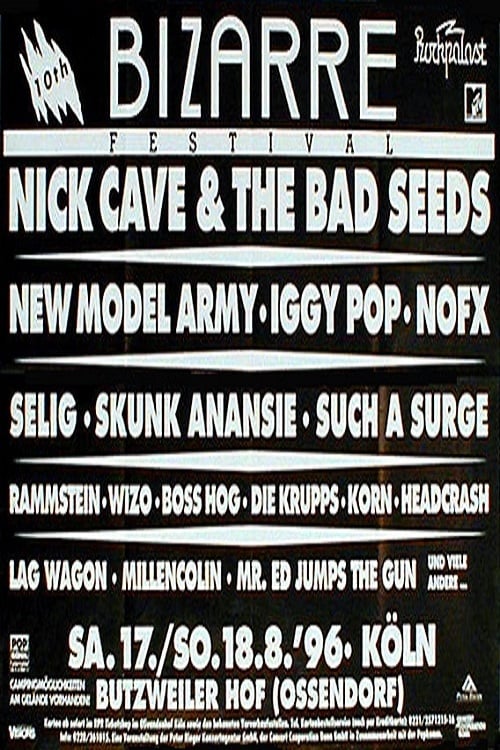 10th
BIZARRE
Rockpalast
FESTIVAL
NICK CAVE & THE BAD SEEDS
NEW MODEL ARMY · IGGY POP · NOFX
SELIG · SKUNK ANANSIE · SUCH A SURGE
RAMMSTEIN · WIZO · BOSS HOG · DIE KRUPPS · KORN · HEADCRASH
LAG WAGON · MILLENCOLIN · MR. ED JUMPS THE GUN UND VIELE
ANDERE ...
SA. 17./SO. 18.8.'96 · KÖLN
CAMPINGMÖGLICHKEITEN
AM GELÄNDE VORHANDEN!
BUTZWEILER HOF (OSSENDORF)
VISIONS